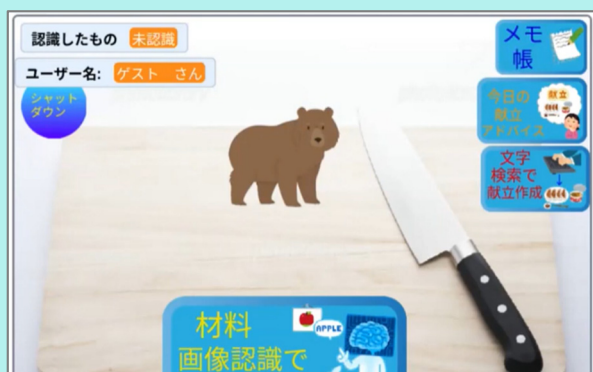 認識したもの 未認識
ユーザー名: ゲスト さん
シャット
ダウン
メモ
帳
今日の
献立
アドバイス
献立
文字
検索で
献立作成
材料
APPLE
画像認識で